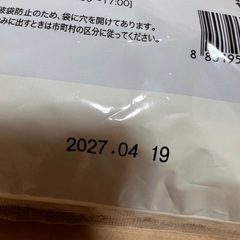 17:00]
破袋防止のため、袋に穴を開けてあります。
みに出すときは市町村の区分に従ってください。
2027.04 19